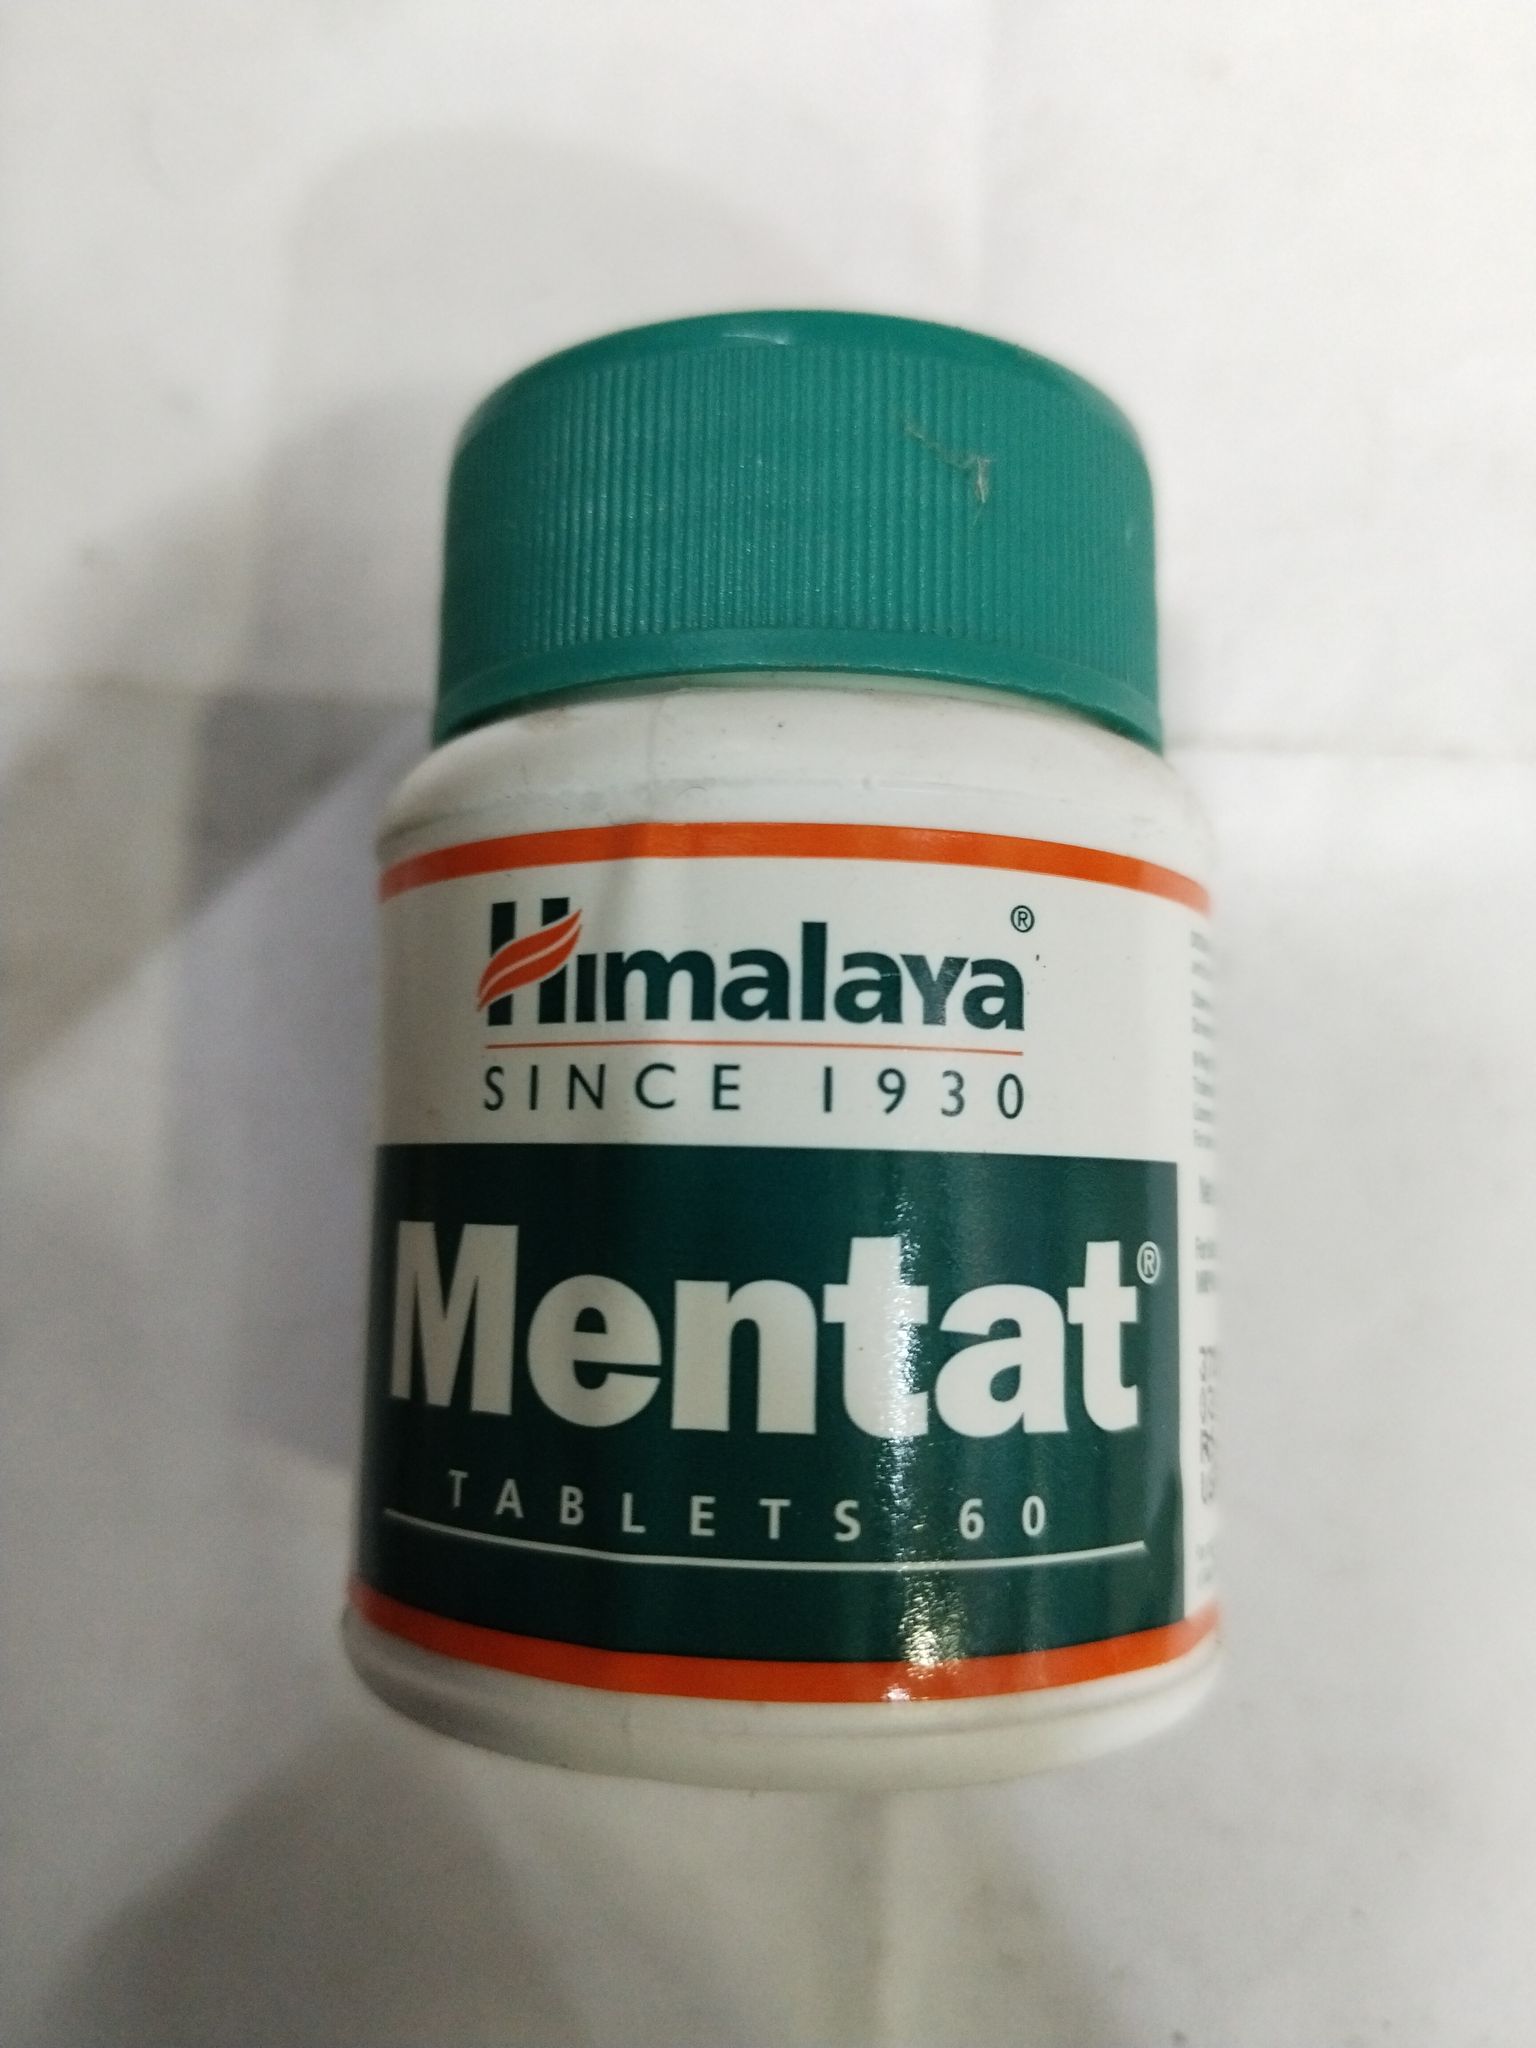 Himalaya®
SINCE 1930
Mentat®
TABLETS 60